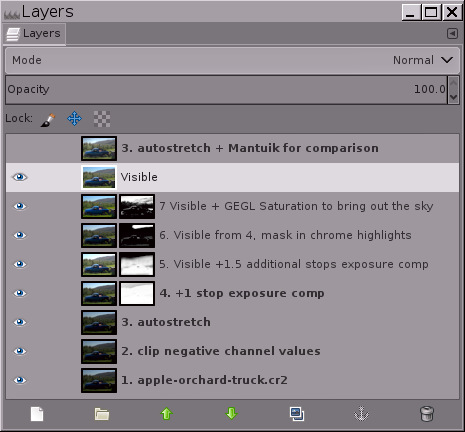 Layers
Layers
Mode Normal
Opacity 100.0
Lock:
3. autostretch + Mantuik for comparison
Visible
7 Visible + GEGL Saturation to bring out the sky
6. Visible from 4, mask in chrome highlights
5. Visible +1.5 additional stops exposure comp
4. +1 stop exposure comp
3. autostretch
2. clip negative channel values
1. apple-orchard-truck.cr2